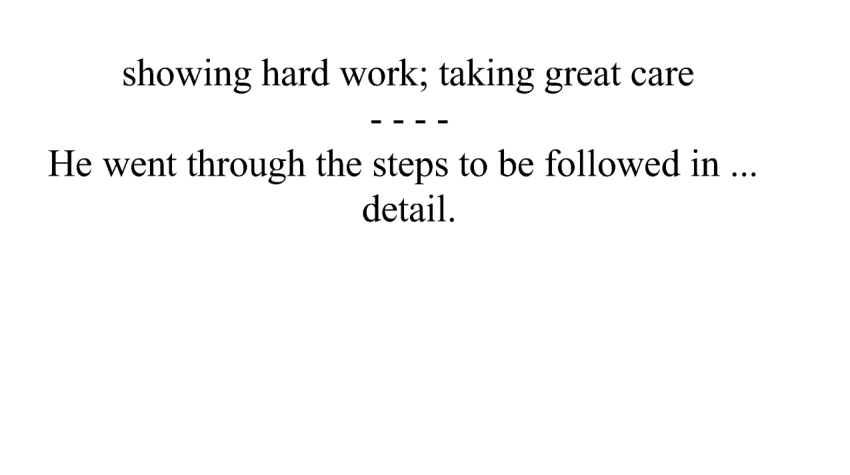 showing hard work; taking great care
- - - -
He went through the steps to be followed in ...
detail.